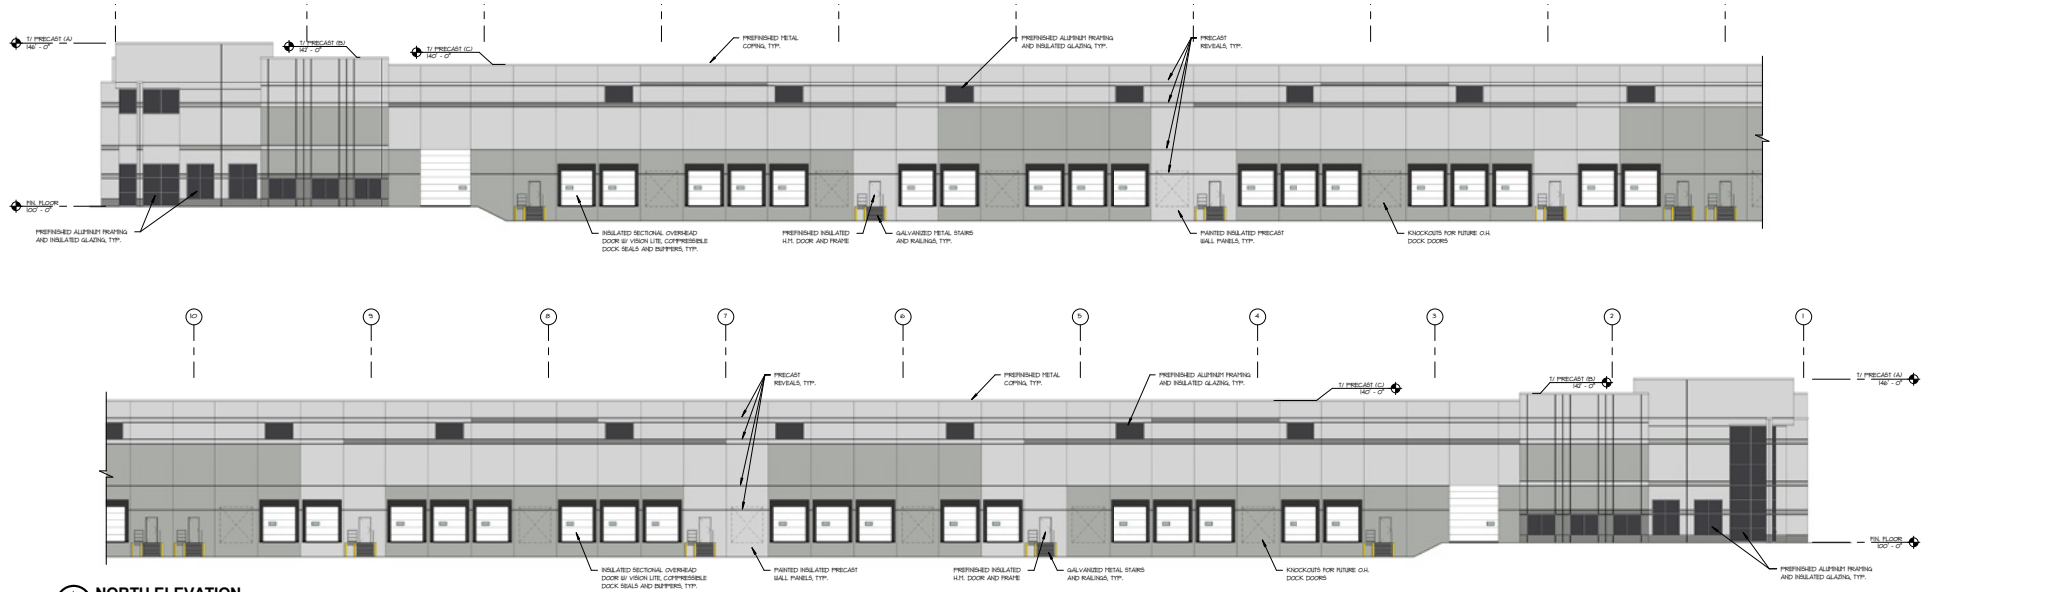 T/ PRECAST (A)
146' - 0"
T/ PRECAST (B)
142' - 0"
T/ PRECAST (C)
140' - 0"
PREFINISHED METAL
COPING, TYP.
PREFINISHED ALUMINUM FRAMING
AND INSULATED GLAZING, TYP.
PRECAST
REVEALS, TYP.
FIN. FLOOR
100' - 0"
PREFINISHED ALUMINUM FRAMING
AND INSULATED GLAZING, TYP.
INSULATED SECTIONAL OVERHEAD
DOOR W/ VISION LITE, COMPRESSIBLE
DOCK SEALS AND BUMPERS, TYP.
PREFINISHED INSULATED
H.M. DOOR AND FRAME
GALVANIZED METAL STAIRS
AND RAILINGS, TYP.
PAINTED INSULATED PRECAST
WALL PANELS, TYP.
KNOCKOUTS FOR FUTURE O.H.
DOCK DOORS
10
9
8
7
6
5
4
3
2
1
PRECAST
REVEALS, TYP.
PREFINISHED METAL
COPING, TYP.
PREFINISHED ALUMINUM FRAMING
AND INSULATED GLAZING, TYP.
T/ PRECAST (C)
140' - 0"
T/ PRECAST (B)
142' - 0"
T/ PRECAST (A)
146' - 0"
FIN. FLOOR
100' - 0"
INSULATED SECTIONAL OVERHEAD
DOOR W/ VISION LITE, COMPRESSIBLE
DOCK SEALS AND BUMPERS, TYP.
PAINTED INSULATED PRECAST
WALL PANELS, TYP.
PREFINISHED INSULATED
H.M. DOOR AND FRAME
GALVANIZED METAL STAIRS
AND RAILINGS, TYP.
KNOCKOUTS FOR FUTURE O.H.
DOCK DOORS
PREFINISHED ALUMINUM FRAMING
AND INSULATED GLAZING, TYP.
NORTH ELEVATION